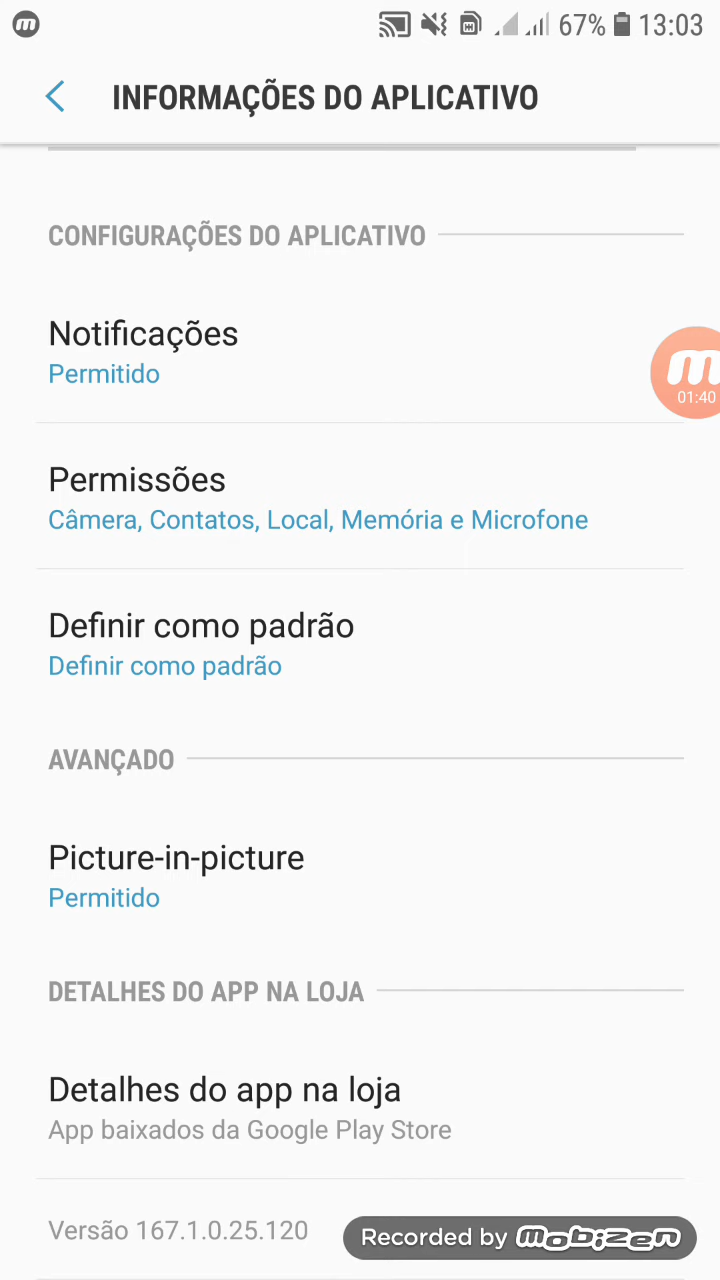 m 67% 13:03
INFORMAÇÕES DO APLICATIVO
CONFIGURAÇÕES DO APLICATIVO
Notificações
Permitido
m
01:40
Permissões
Câmera, Contatos, Local, Memória e Microfone
Definir como padrão
Definir como padrão
AVANÇADO
Picture-in-picture
Permitido
DETALHES DO APP NA LOJA
Detalhes do app na loja
App baixados da Google Play Store
Versão 167.1.0.25.120
Recorded by mobizen